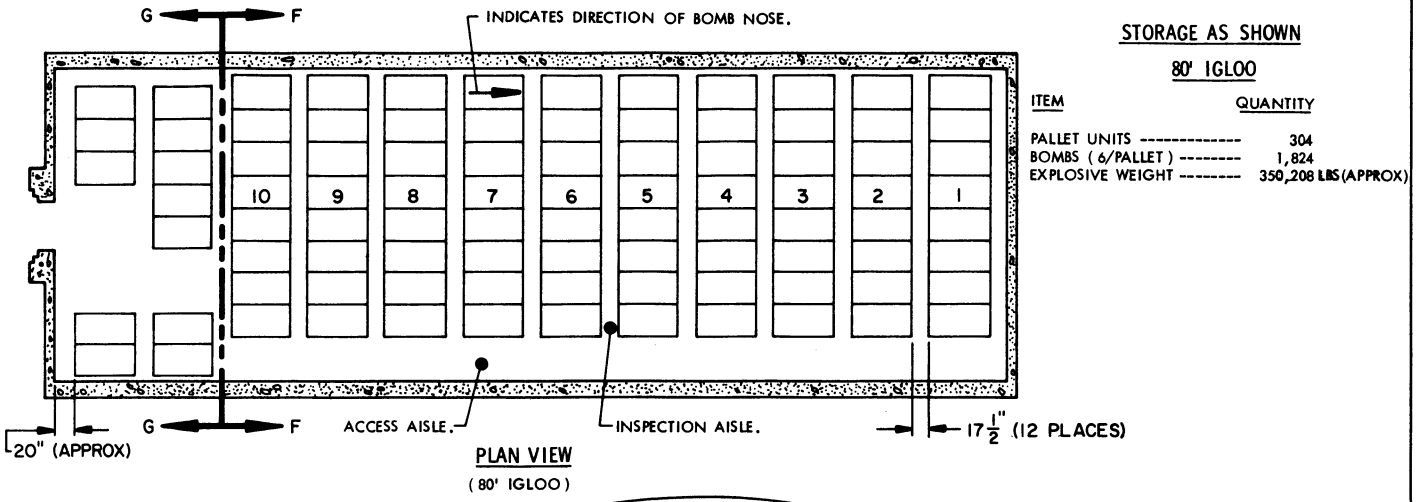 G F
INDICATES DIRECTION OF BOMB NOSE.
10 9 8 7 6 5 4 3 2 1
G F
20" (APPROX)
ACCESS AISLE.
INSPECTION AISLE.
17 1/2" (12 PLACES)
PLAN VIEW
(80' IGLOO)
STORAGE AS SHOWN
80' IGLOO
ITEM QUANTITY
PALLET UNITS ------------ 304
BOMBS (6/PALLET) -------- 1,824
EXPLOSIVE WEIGHT -------- 350,208 LBS(APPROX)